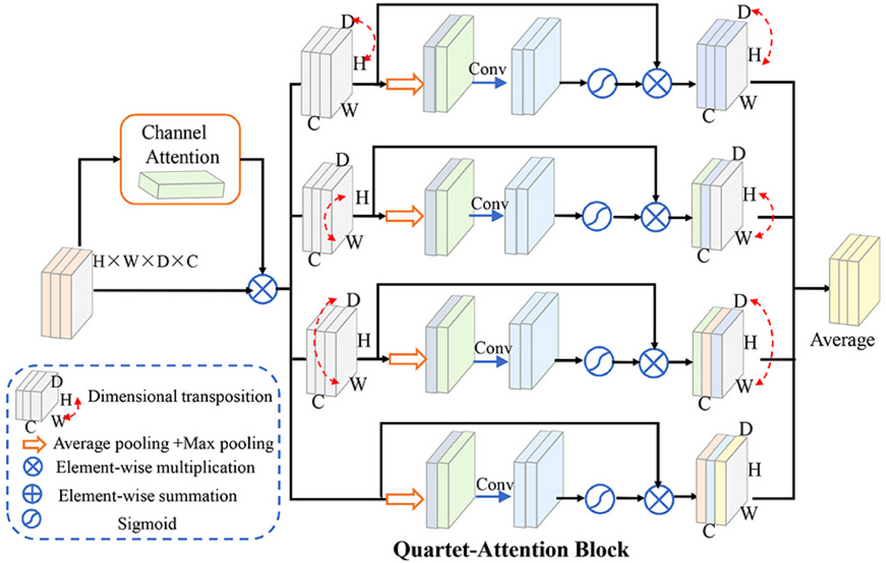 D
H
W
C
Conv
D
H
W
C
Channel
Attention
D
H
W
C
Conv
D
H
W
C
H×W×D×C
D
H
W
C
Conv
D
H
W
C
Average
D
H
W
C
Dimensional transposition
Average pooling +Max pooling
Element-wise multiplication
Element-wise summation
Sigmoid
Conv
D
H
W
C
Quartet-Attention Block